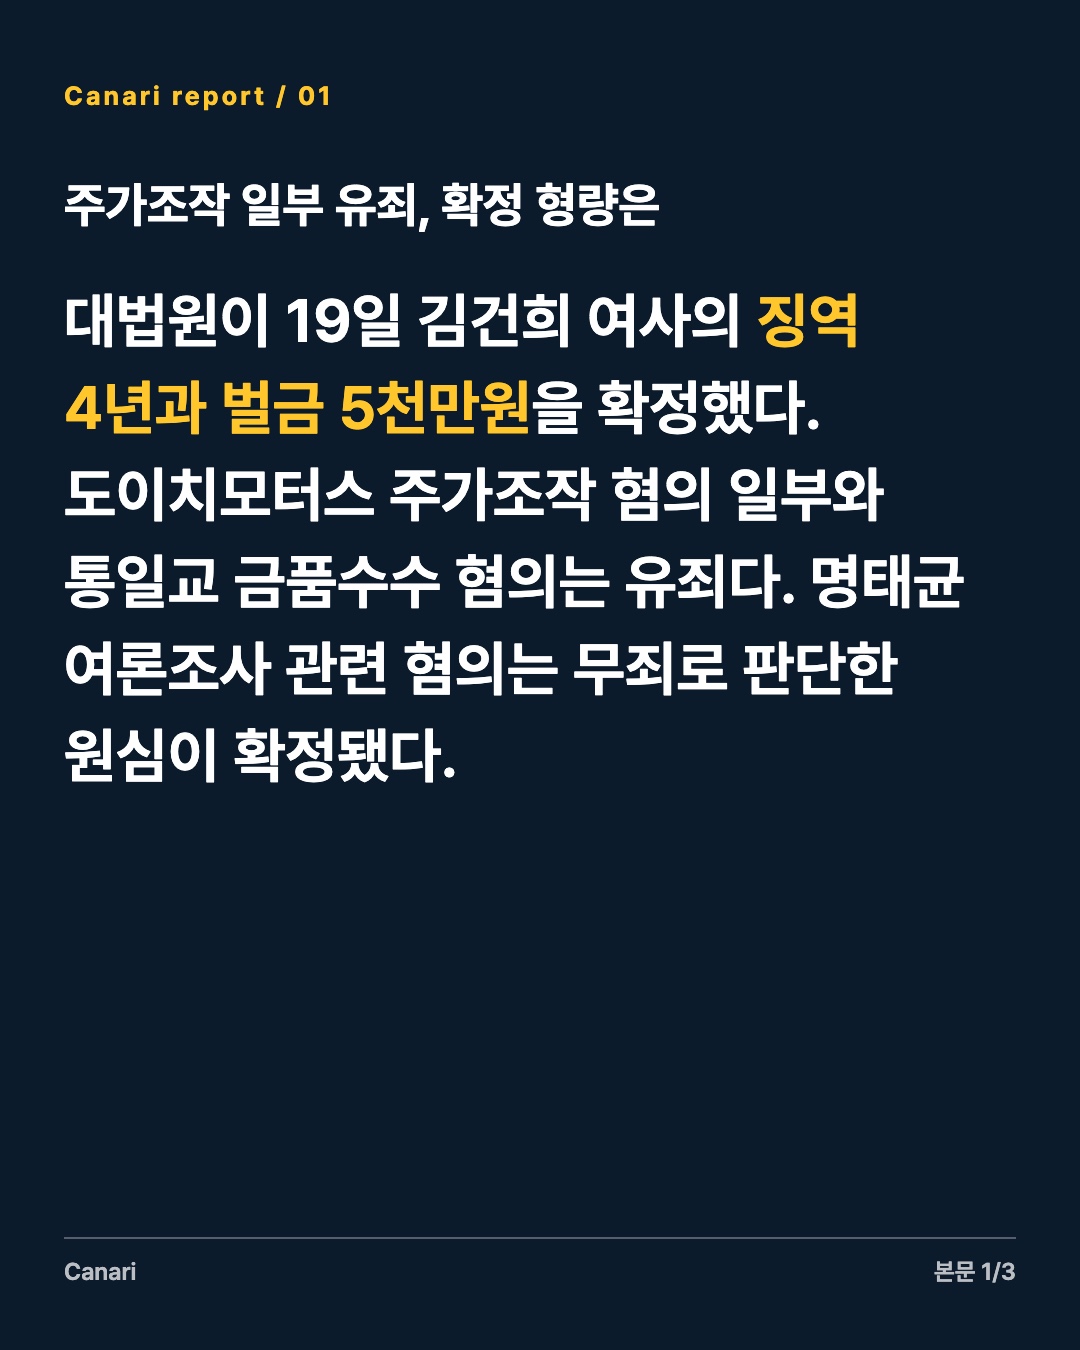 Canari report / 01
주가조작 일부 유죄, 확정 형량은
대법원이 19일 김건희 여사의 징역
4년과 벌금 5천만원을 확정했다.
도이치모터스 주가조작 혐의 일부와
통일교 금품수수 혐의는 유죄다. 명태균
여론조사 관련 혐의는 무죄로 판단한
원심이 확정됐다.
Canari
본문 1/3